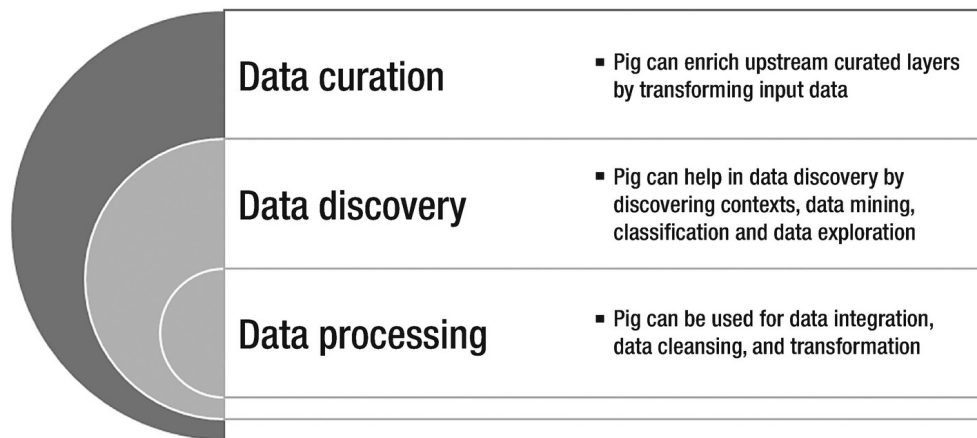 Data curation
▪ Pig can enrich upstream curated layers
by transforming input data
Data discovery
▪ Pig can help in data discovery by
discovering contexts, data mining,
classification and data exploration
Data processing
▪ Pig can be used for data integration,
data cleansing, and transformation